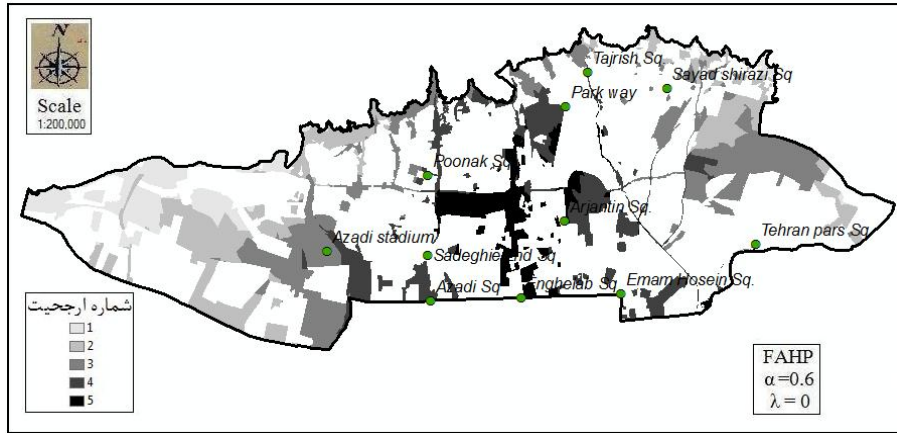 N
Scale
1:200,000
Tajrish Sq.
Sayad shirazi Sq
Park way
Poonak Sq.
Arjantin Sq.
Azadi stadium
Tehran pars Sq
Sadeghie 2nd Sq
Azadi Sq
Enghelab Sq
Emam Hosein Sq.
شماره ارجحیت
1
2
3
4
5
FAHP
α=0.6
λ = 0